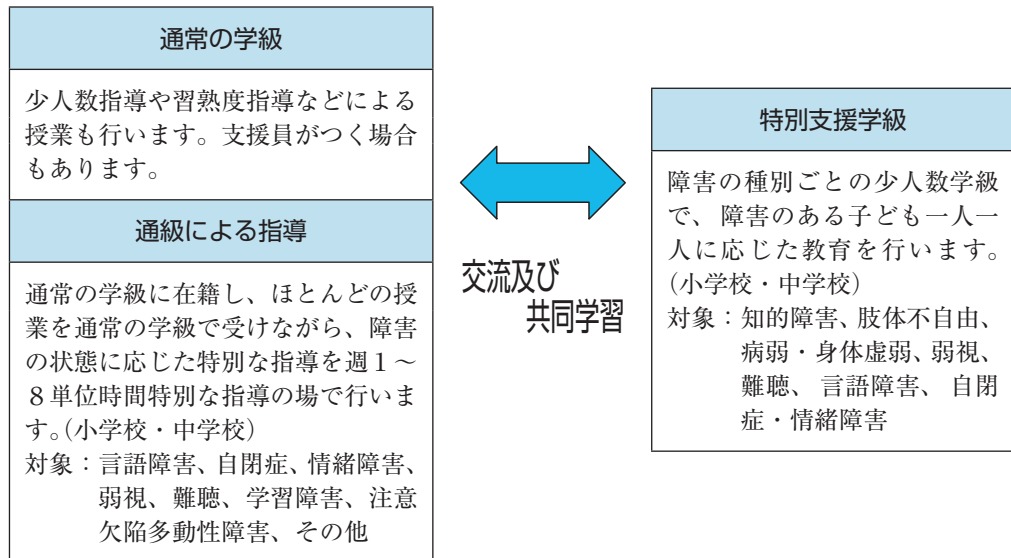 通常の学級
少人数指導や習熟度指導などによる
授業も行います。支援員がつく場合
もあります。
通級による指導
通常の学級に在籍し、ほとんどの授
業を通常の学級で受けながら、障害
の状態に応じた特別な指導を週1～
8単位時間特別な指導の場で行いま
す。(小学校・中学校)
対象：言語障害、自閉症、情緒障害、
弱視、難聴、学習障害、注意
欠陥多動性障害、その他
交流及び
共同学習
特別支援学級
障害の種別ごとの少人数学級
で、障害のある子ども一人一
人に応じた教育を行います。
(小学校・中学校)
対象：知的障害、肢体不自由、
病弱・身体虚弱、弱視、
難聴、言語障害、自閉
症・情緒障害